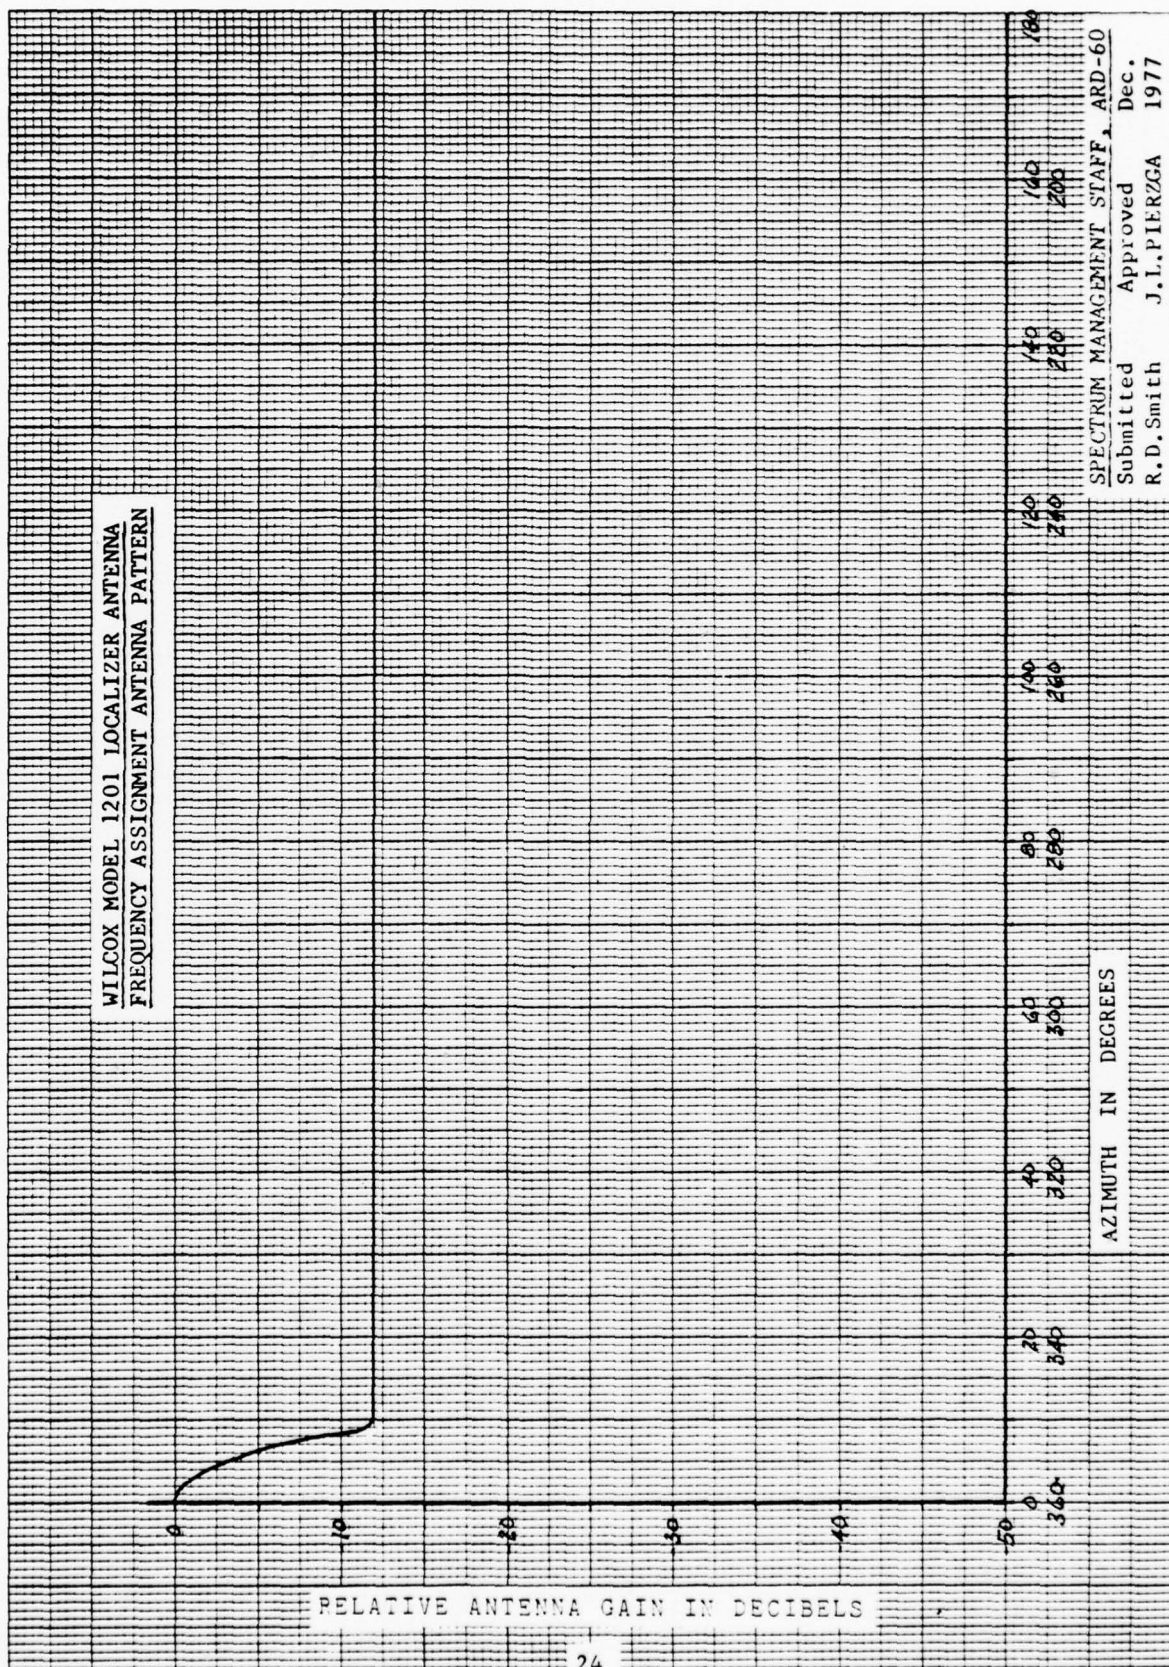 WILCOX MODEL 1201 LOCALIZER ANTENNA
FREQUENCY ASSIGNMENT ANTENNA PATTERN
RELATIVE ANTENNA GAIN IN DECIBELS
0
-10
-20
-30
-40
-50
0 20 40 60 80 100 120 140 160 180
360 340 320 300 280 260 240 220 200
AZIMUTH IN DEGREES
SPECTRUM MANAGEMENT STAFF, ARD-60
Submitted Approved Dec.
R.D.Smith J.L.PIERZGA 1977
24